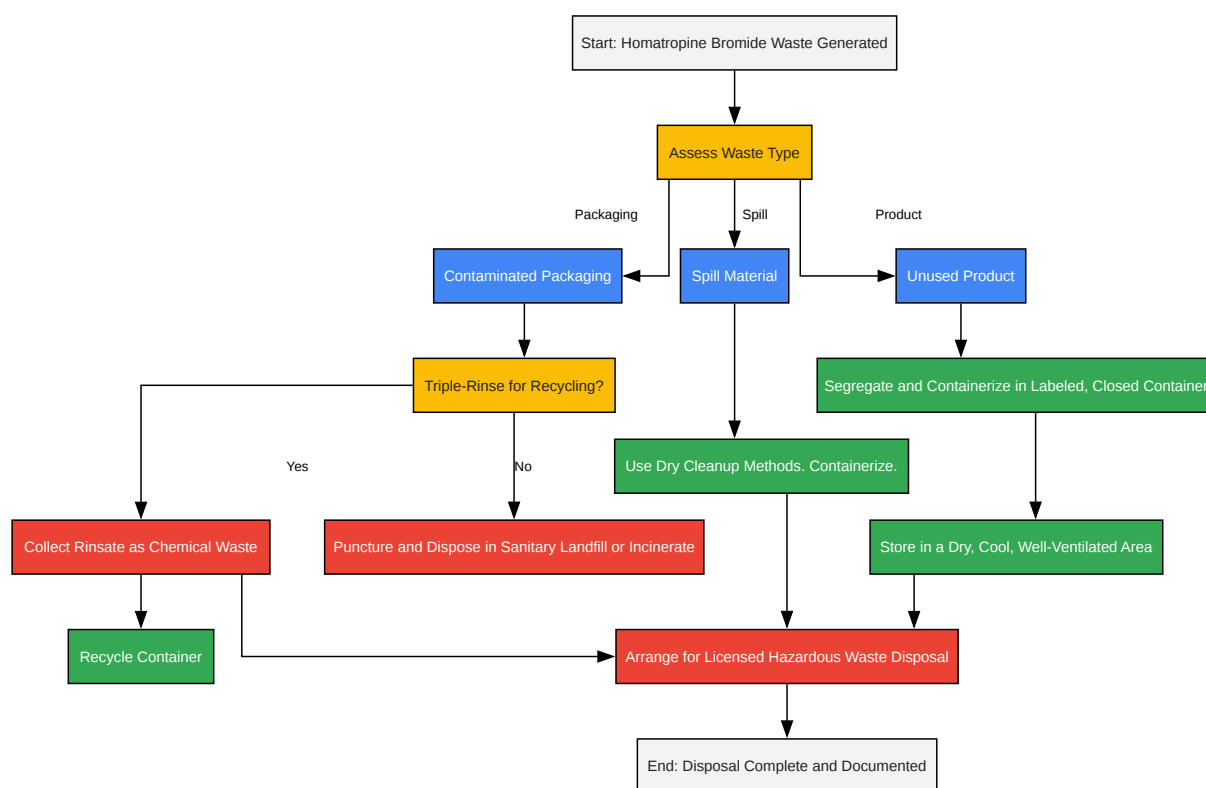 Start: Homatropine Bromide Waste Generated
Assess Waste Type
Packaging
Spill
Product
Contaminated Packaging
Spill Material
Unused Product
Triple-Rinse for Recycling?
Segregate and Containerize in Labeled, Closed Container
Use Dry Cleanup Methods. Containerize.
Yes
No
Collect Rinsate as Chemical Waste
Puncture and Dispose in Sanitary Landfill or Incinerate
Store in a Dry, Cool, Well-Ventilated Area
Recycle Container
Arrange for Licensed Hazardous Waste Disposal
End: Disposal Complete and Documented